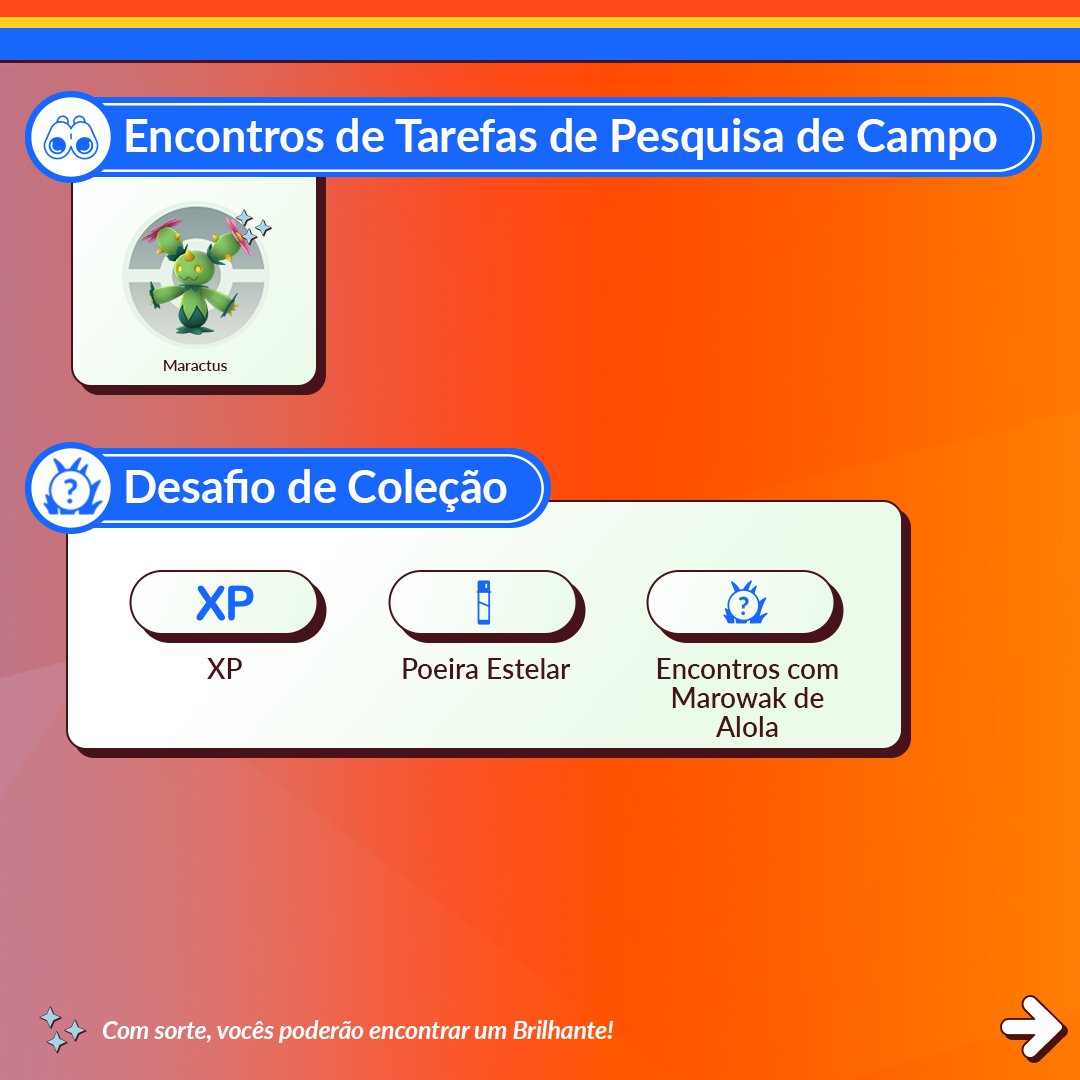 Encontros de Tarefas de Pesquisa de Campo
Maractus
Desafio de Coleção
?
XP
?
XP
Poeira Estelar
Encontros com
Marowak de
Alola
Com sorte, vocês poderão encontrar um Brilhante!